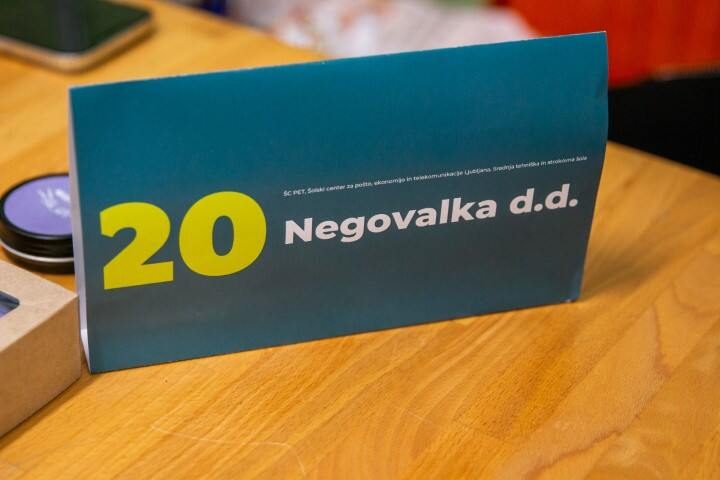 ŠC PET, Šolski center za pošto, ekonomijo in telekomunikacije Ljubljana, Srednja tehniška in strokovna šola
20 Negovalka d.d.